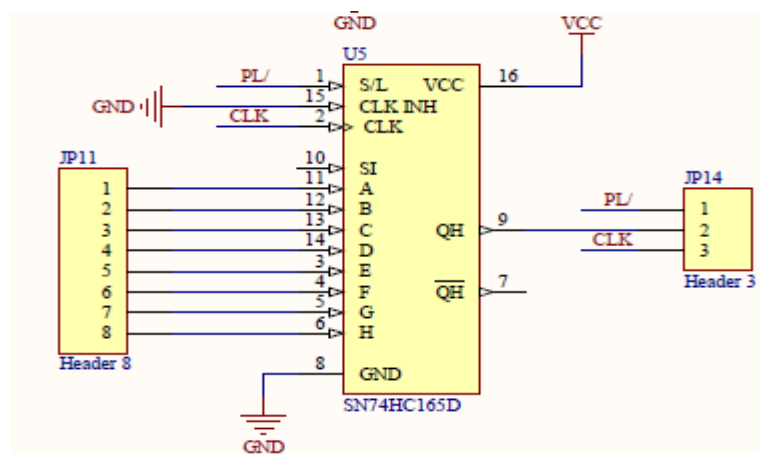 GND
VCC
U5
PL/ 1 S/L VCC 16
GND 15 CLK INH
CLK 2 CLK
JP11
10 SI
JP14
1 11 A
2 12 B PL/ 1
3 13 C QH 9 2
4 14 D CLK 3
5 3 E
6 4 F QH 7 Header 3
7 5 G
8 6 H
Header 8
8 GND
SN74HC165D
GND